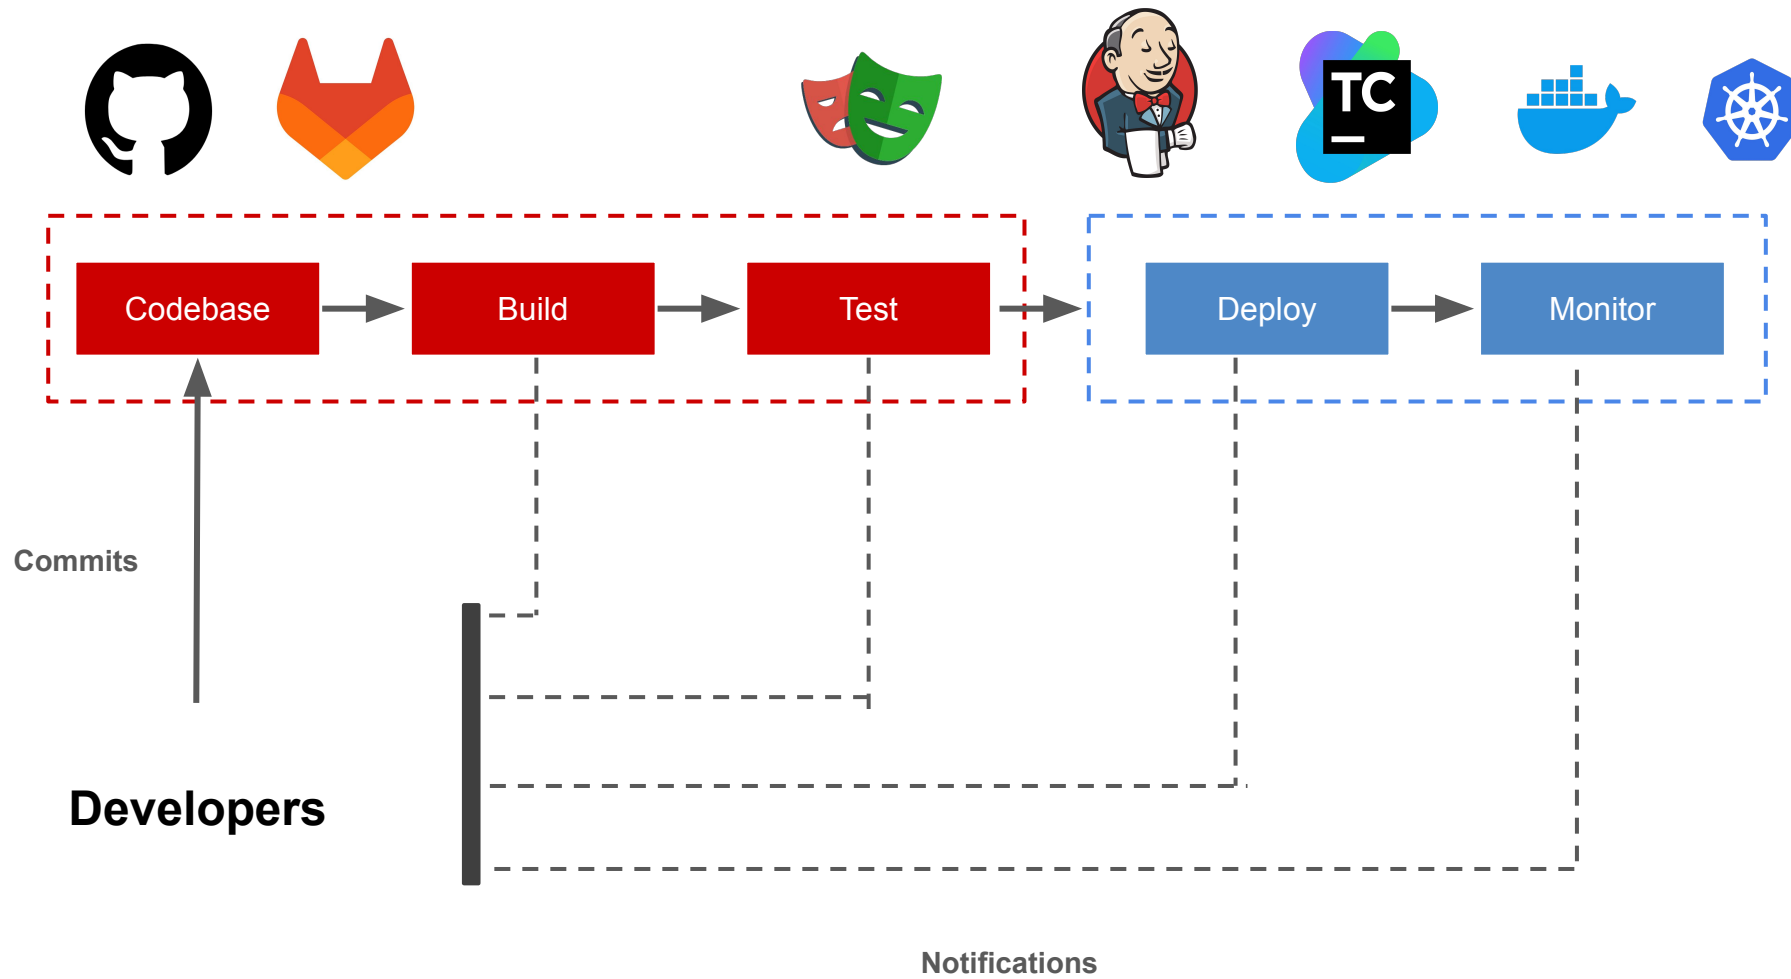 TC
Codebase
Build
Test
Deploy
Monitor
Commits
Developers
Notifications